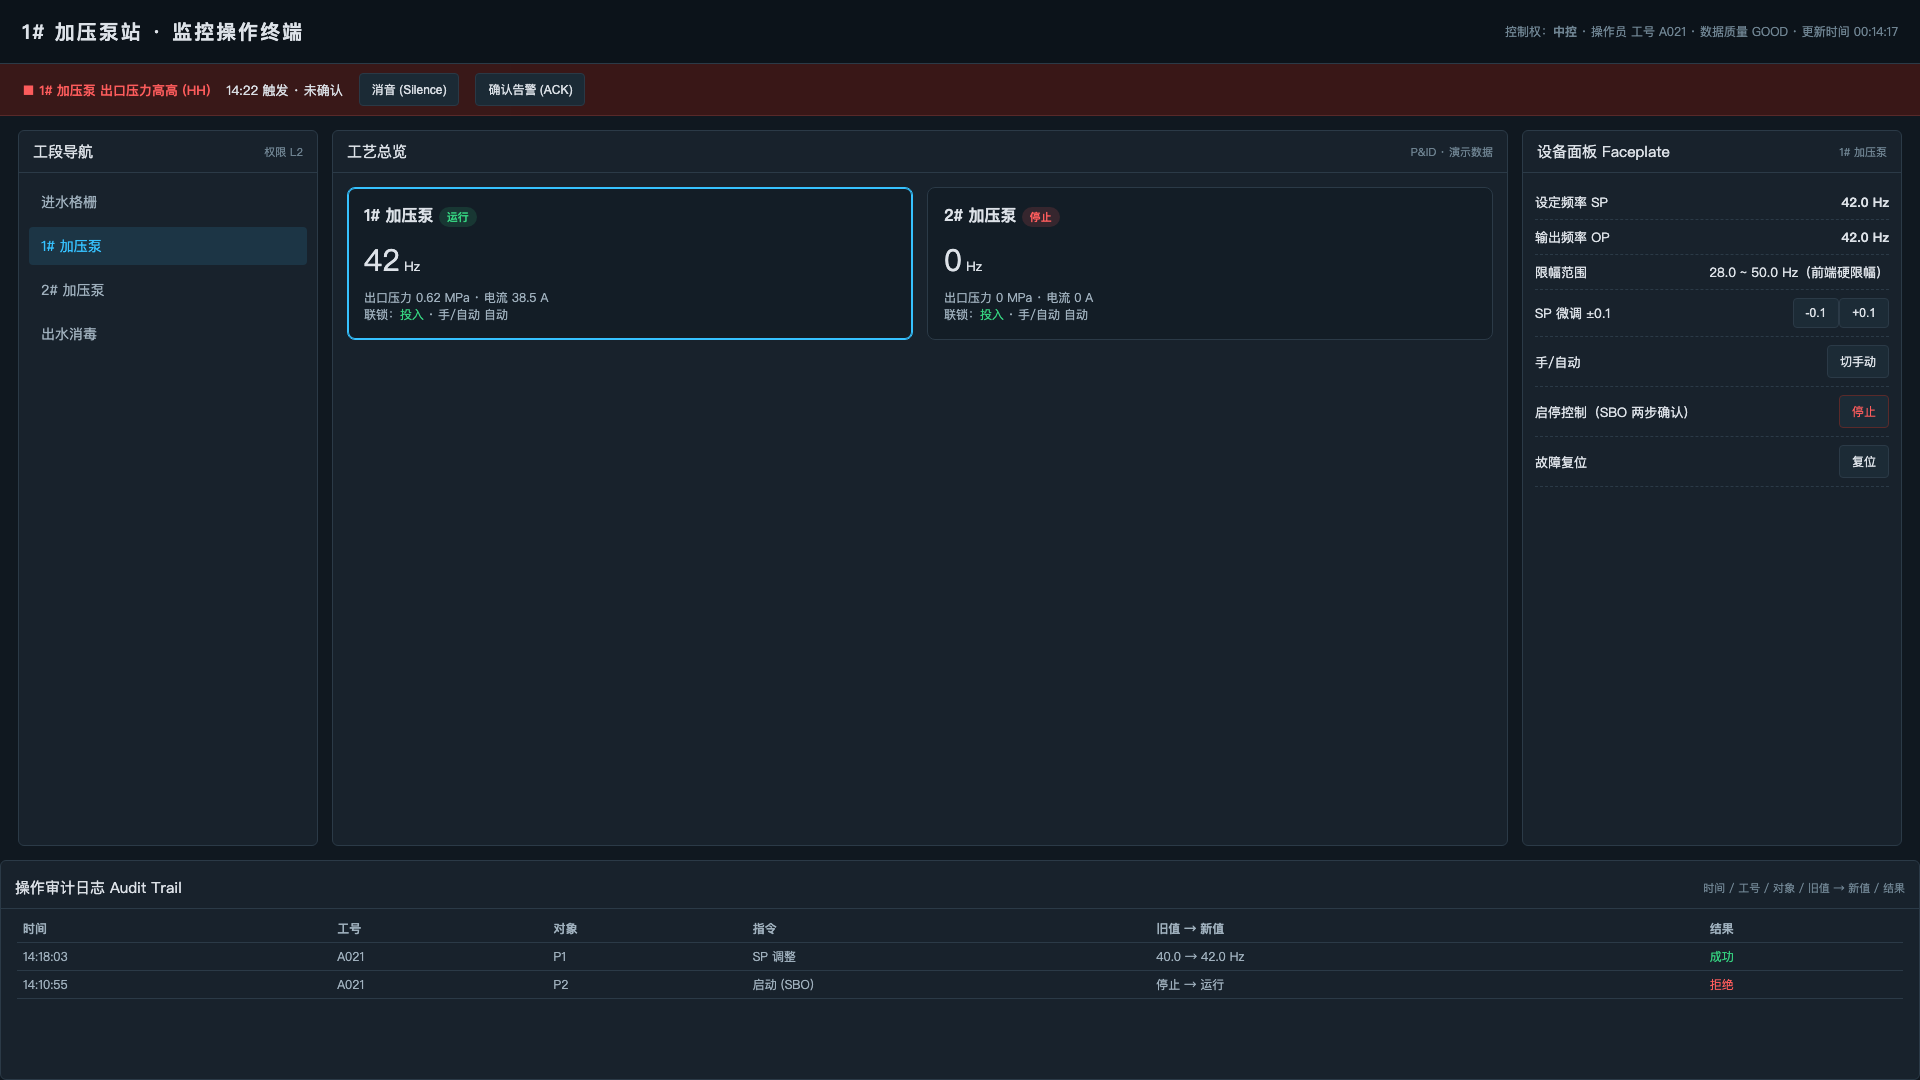 1# 加压泵站 · 监控操作终端
控制权：中控 · 操作员 工号 A021 · 数据质量 GOOD · 更新时间 00:14:17
1# 加压泵 出口压力高高 (HH) 14:22 触发 · 未确认 消音 (Silence) 确认告警 (ACK)
工段导航 权限 L2
进水格栅
1# 加压泵
2# 加压泵
出水消毒
工艺总览 P&ID · 演示数据
1# 加压泵 运行
42 Hz
出口压力 0.62 MPa · 电流 38.5 A
联锁：投入 · 手/自动 自动
2# 加压泵 停止
0 Hz
出口压力 0 MPa · 电流 0 A
联锁：投入 · 手/自动 自动
设备面板 Faceplate 1# 加压泵
设定频率 SP 42.0 Hz
输出频率 OP 42.0 Hz
限幅范围 28.0 ~ 50.0 Hz（前端硬限幅）
SP 微调 ±0.1 -0.1 +0.1
手/自动 切手动
启停控制（SBO 两步确认） 停止
故障复位 复位
操作审计日志 Audit Trail 时间 / 工号 / 对象 / 旧值 → 新值 / 结果
时间 工号 对象 指令 旧值 → 新值 结果
14:18:03 A021 P1 SP 调整 40.0 → 42.0 Hz 成功
14:10:55 A021 P2 启动 (SBO) 停止 → 运行 拒绝